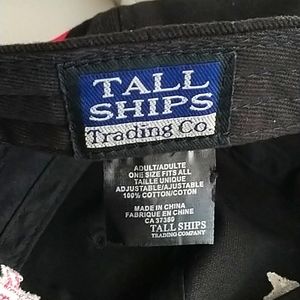 TALL
SHIPS
Trading Co.
ADULT/ADULTE
ONE SIZE FITS ALL
TAILLE UNIQUE
ADJUSTABLE/AJUSTABLE
100% COTTON/COTON
MADE IN CHINA
FABRIQUE EN CHINE
CA 37350
TALL SHIPS
TRADING COMPANY